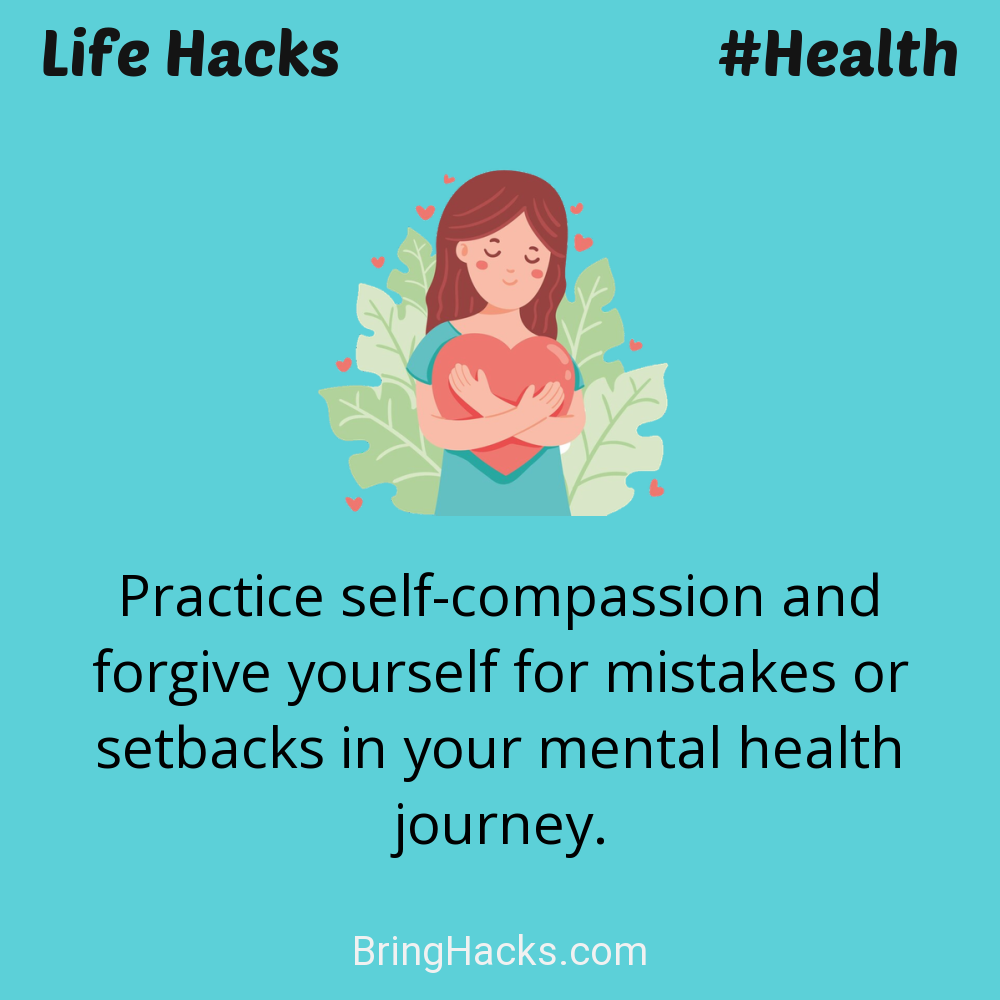 Life Hacks
#Health
Practice self-compassion and
forgive yourself for mistakes or
setbacks in your mental health
journey.
BringHacks.com